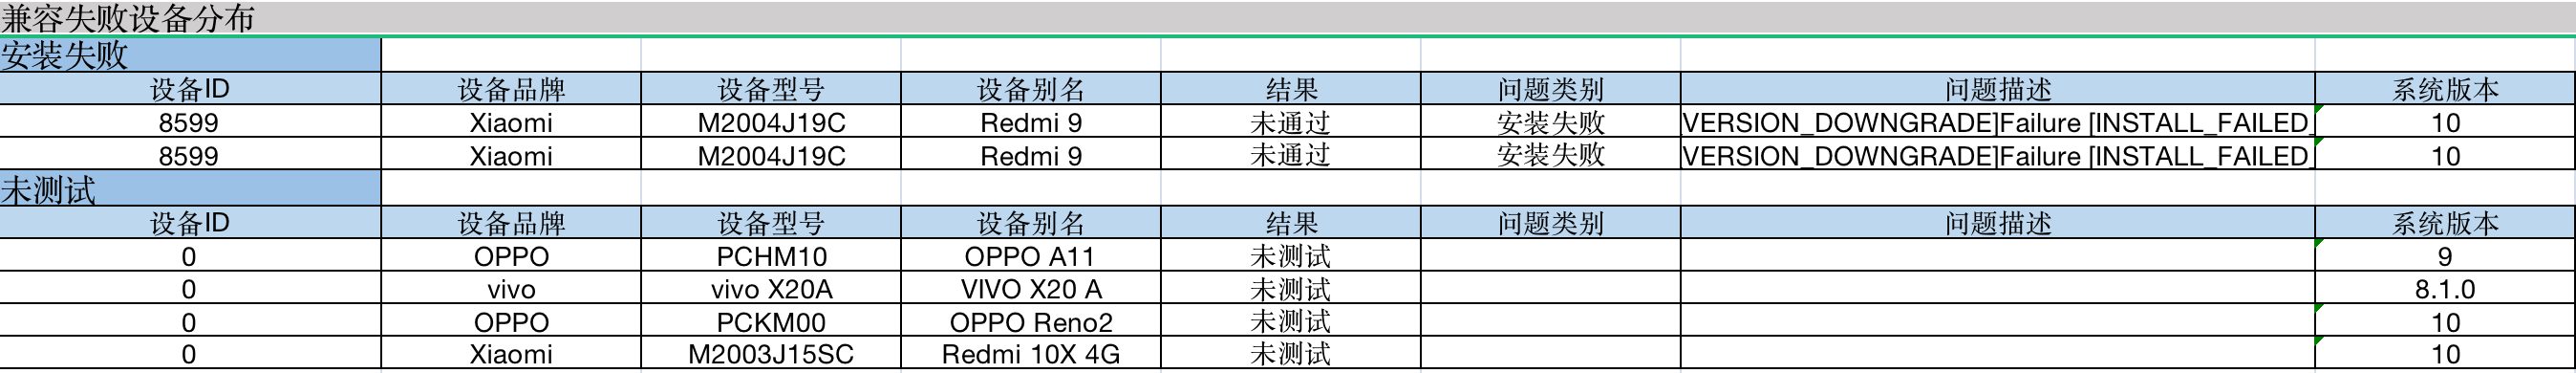 兼容失败设备分布
安装失败
设备ID 设备品牌 设备型号 设备别名 结果 问题类别 问题描述 系统版本
8599 Xiaomi M2004J19C Redmi 9 未通过 安装失败 VERSION_DOWNGRADE]Failure [INSTALL_FAILED_ 10
8599 Xiaomi M2004J19C Redmi 9 未通过 安装失败 VERSION_DOWNGRADE]Failure [INSTALL_FAILED_ 10
未测试
设备ID 设备品牌 设备型号 设备别名 结果 问题类别 问题描述 系统版本
0 OPPO PCHM10 OPPO A11 未测试 9
0 vivo vivo X20A VIVO X20 A 未测试 8.1.0
0 OPPO PCKM00 OPPO Reno2 未测试 10
0 Xiaomi M2003J15SC Redmi 10X 4G 未测试 10